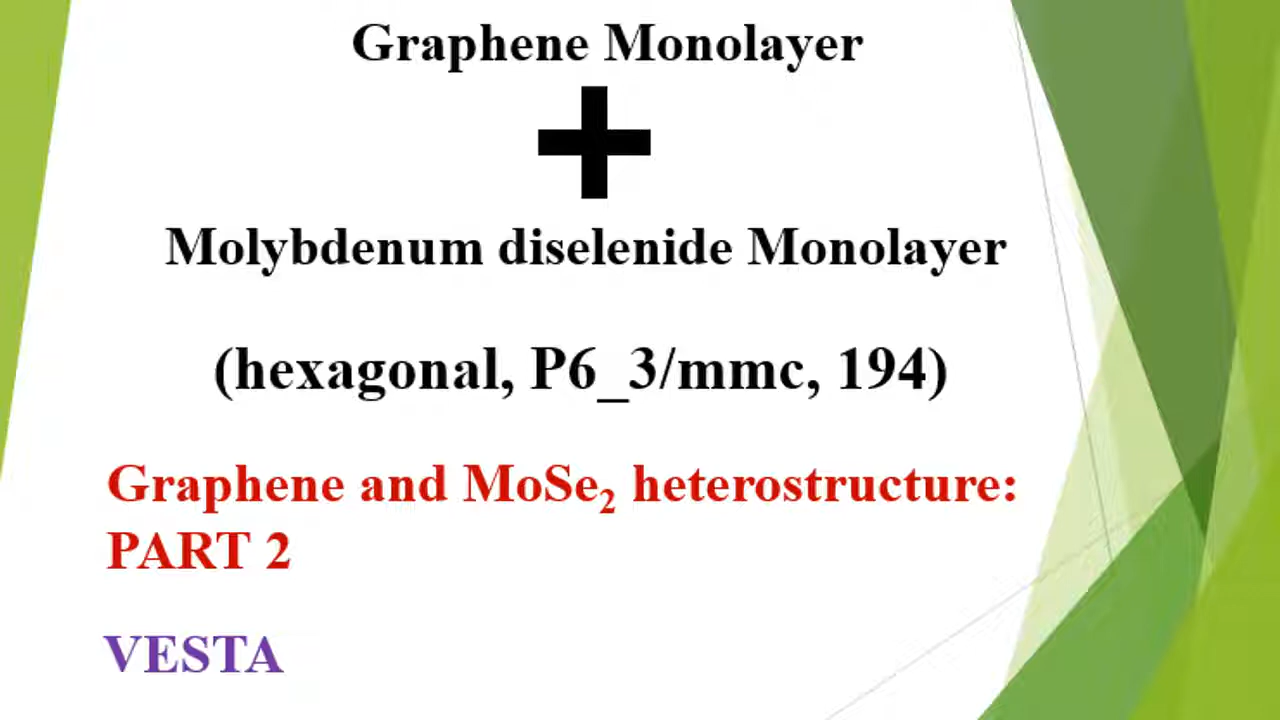 Graphene Monolayer
Molybdenum diselenide Monolayer
(hexagonal, P6_3/mmc, 194)
Graphene and MoSe₂ heterostructure:
PART 2
VESTA